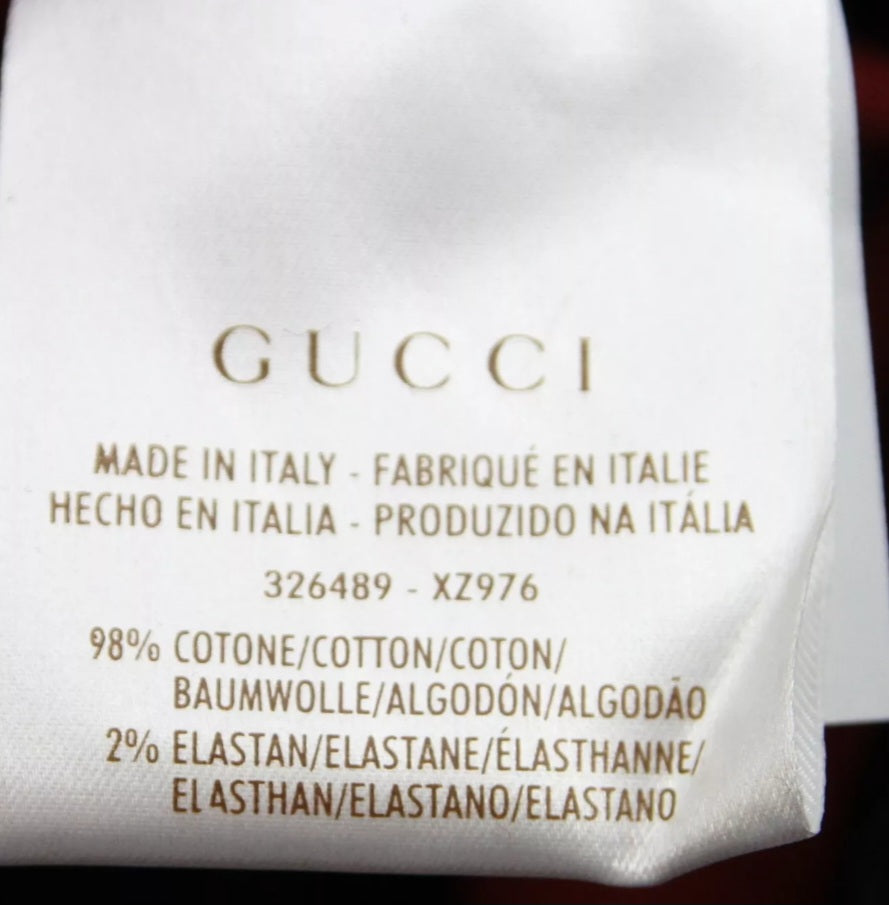 GUCCI
MADE IN ITALY - FABRIQUÉ EN ITALIE
HECHO EN ITALIA - PRODUZIDO NA ITÁLIA
326489 - XZ976
98% COTONE/COTTON/COTON/
BAUMWOLLE/ALGODÓN/ALGODÃO
2% ELASTAN/ELASTANE/ÉLASTHANNE/
ELASTHAN/ELASTANO/ELASTANO